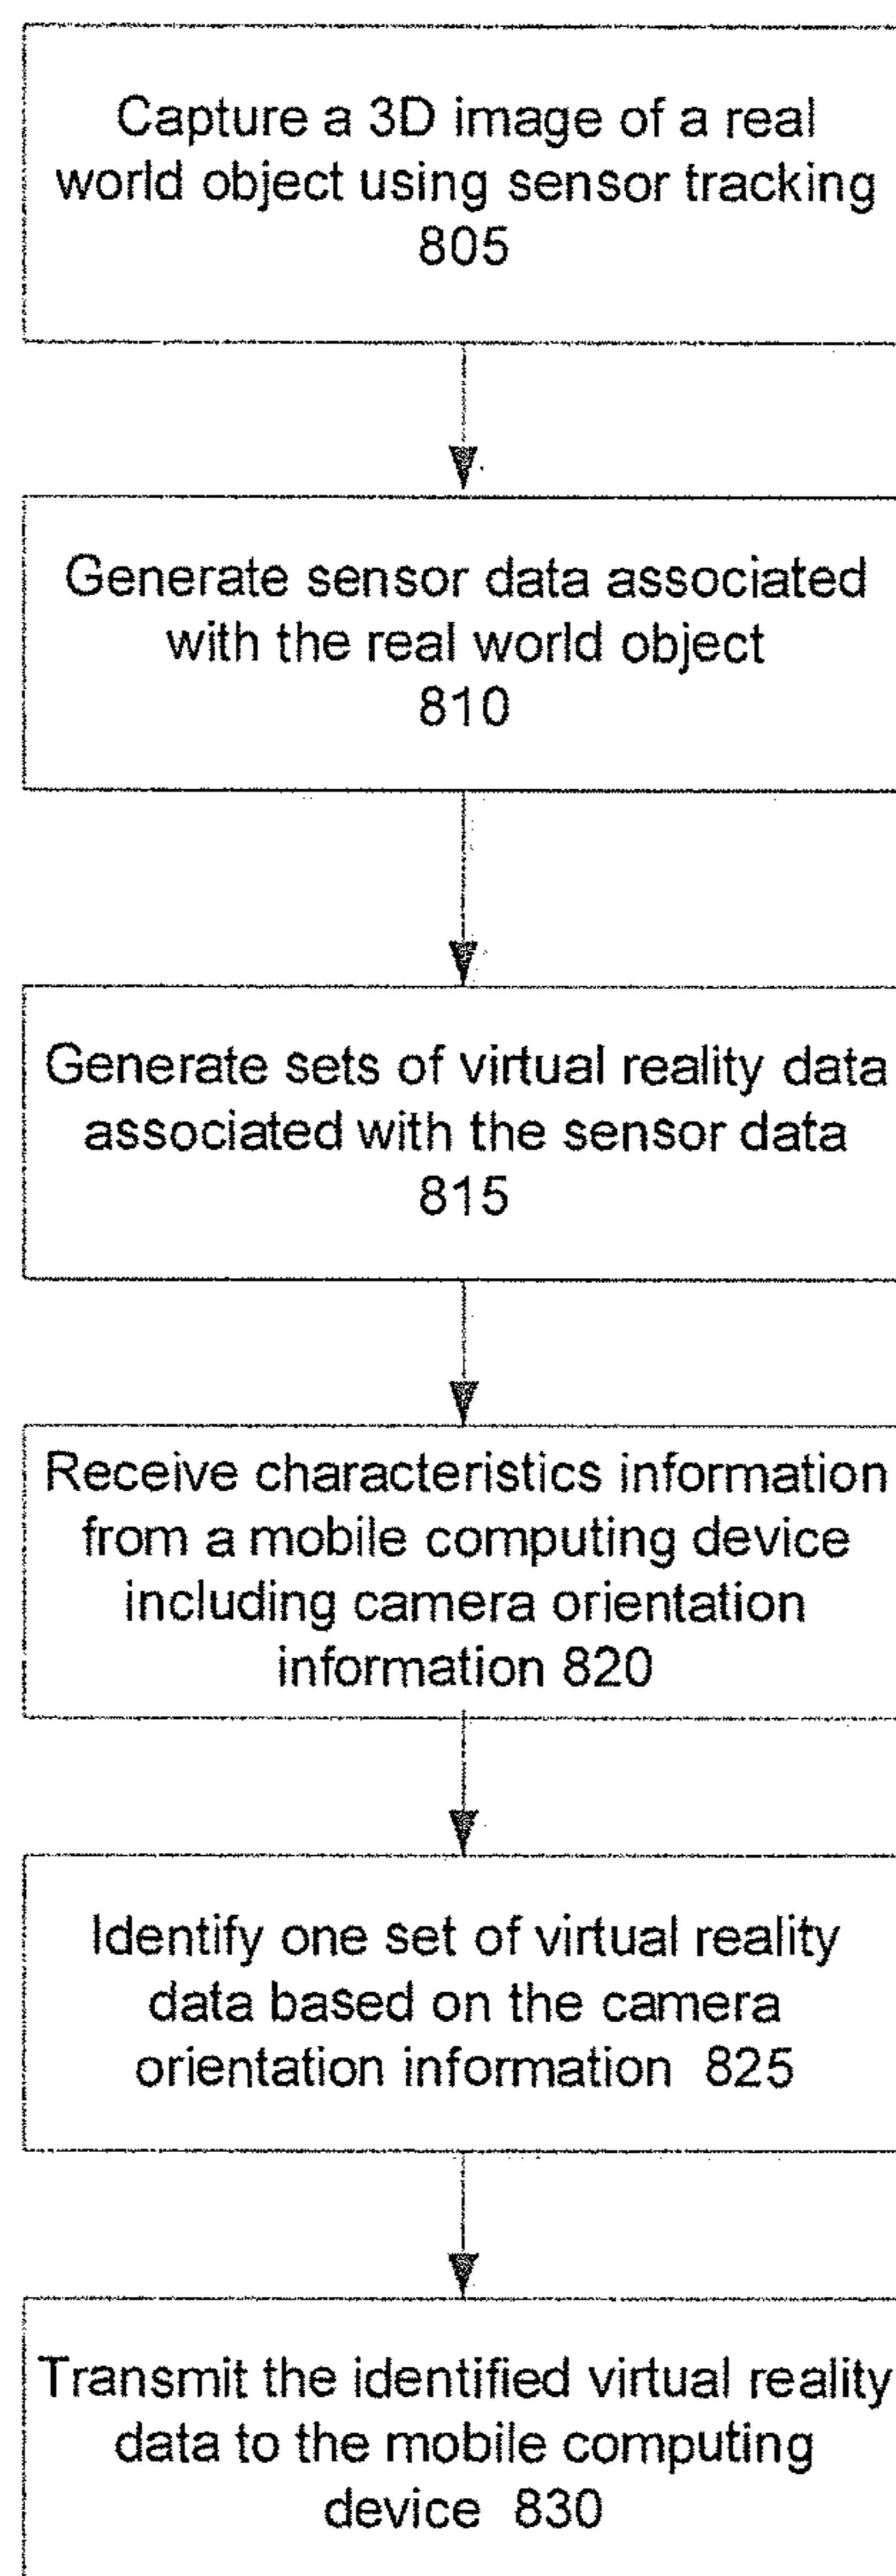 Capture a 3D image of a real
world object using sensor tracking
805
Generate sensor data associated
with the real world object
810
Generate sets of virtual reality data
associated with the sensor data
815
Receive characteristics information
from a mobile computing device
including camera orientation
information 820
Identify one set of virtual reality
data based on the camera
orientation information 825
Transmit the identified virtual reality
data to the mobile computing
device 830